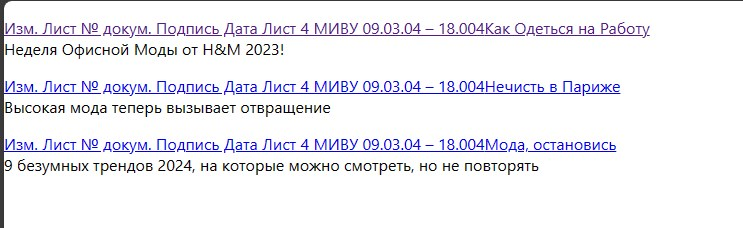 Изм. Лист № докум. Подпись Дата Лист 4 МИВУ 09.03.04 – 18.004Как Одеться на Работу
Неделя Офисной Моды от H&M 2023!
Изм. Лист № докум. Подпись Дата Лист 4 МИВУ 09.03.04 – 18.004Нечисть в Париже
Высокая мода теперь вызывает отвращение
Изм. Лист № докум. Подпись Дата Лист 4 МИВУ 09.03.04 – 18.004Мода, остановись
9 безумных трендов 2024, на которые можно смотреть, но не повторять